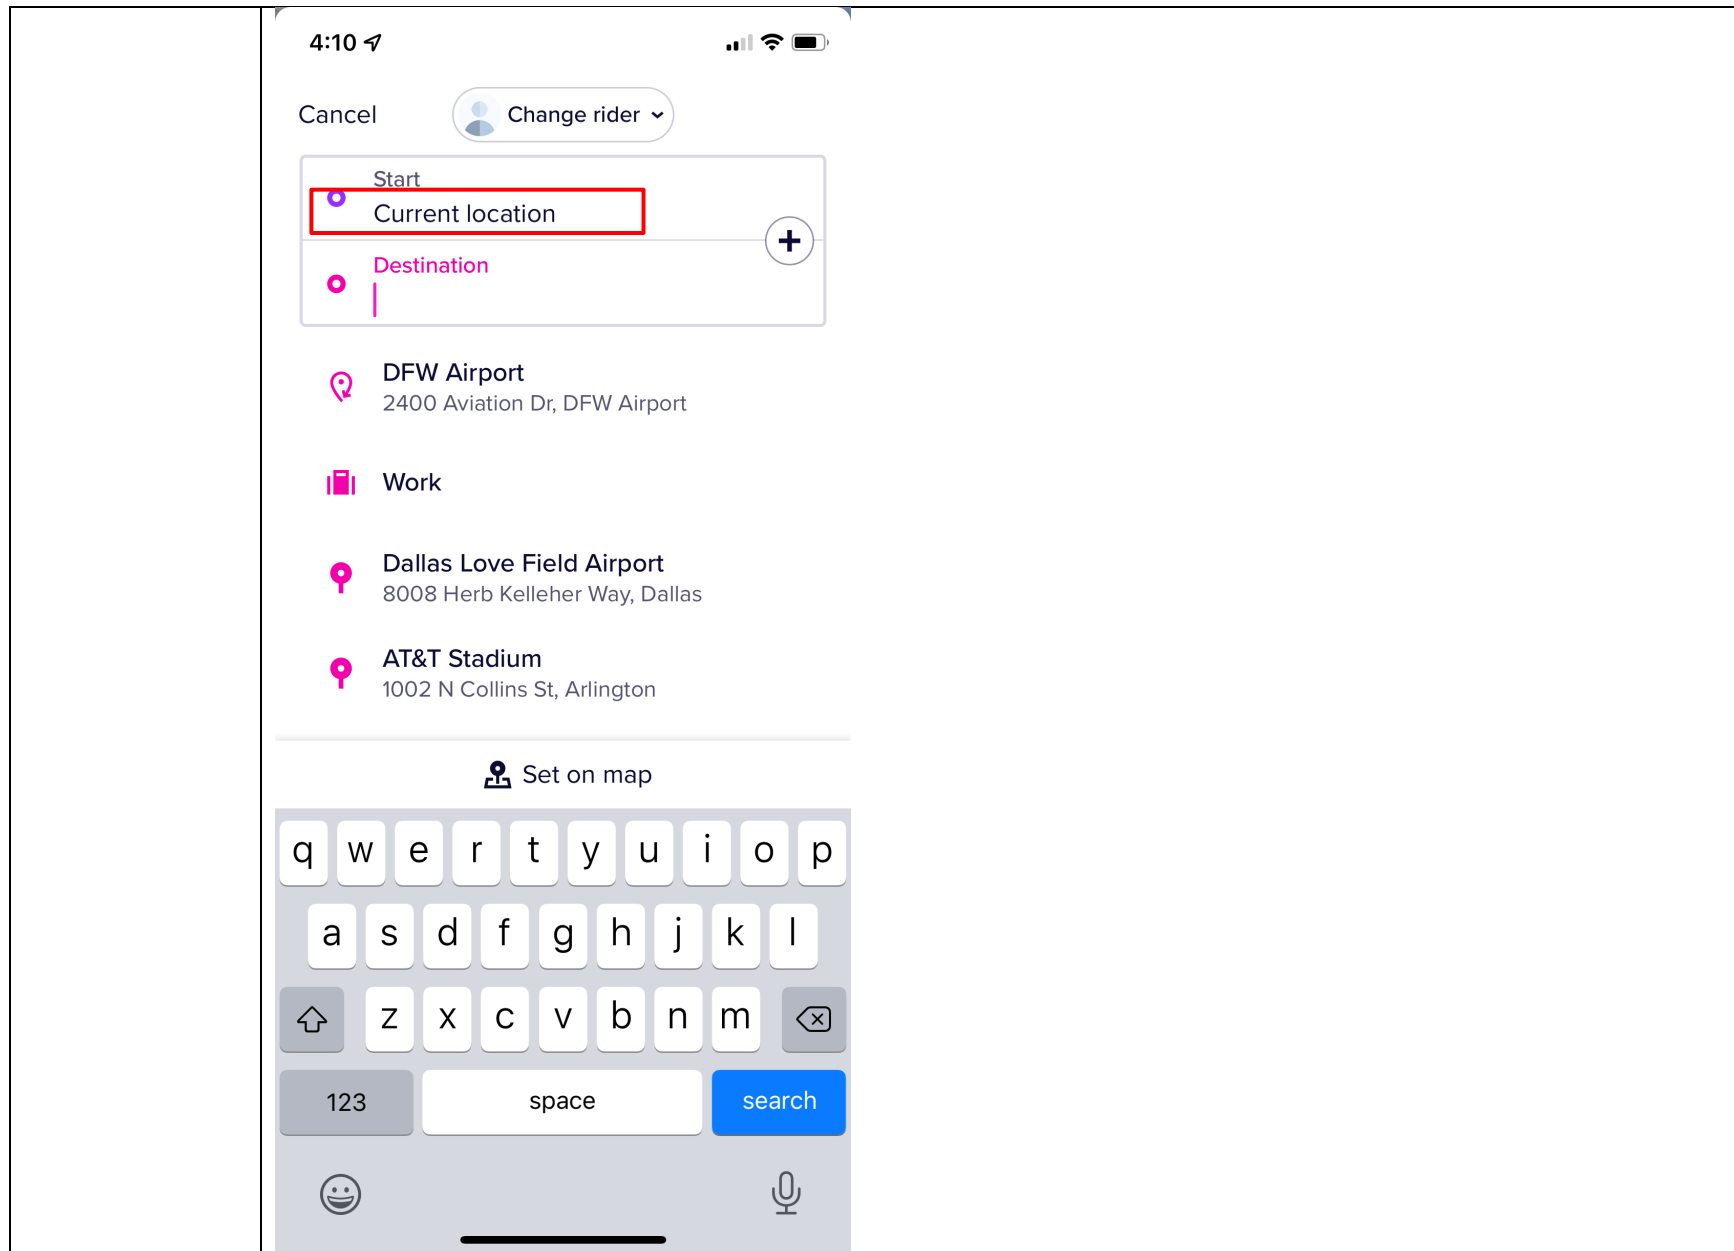 4:10
Cancel
Change rider
Start
Current location
Destination
DFW Airport
2400 Aviation Dr, DFW Airport
Work
Dallas Love Field Airport
8008 Herb Kelleher Way, Dallas
AT&T Stadium
1002 N Collins St, Arlington
Set on map
q w e r t y u i o p
a s d f g h j k l
z x c v b n m
123 space search